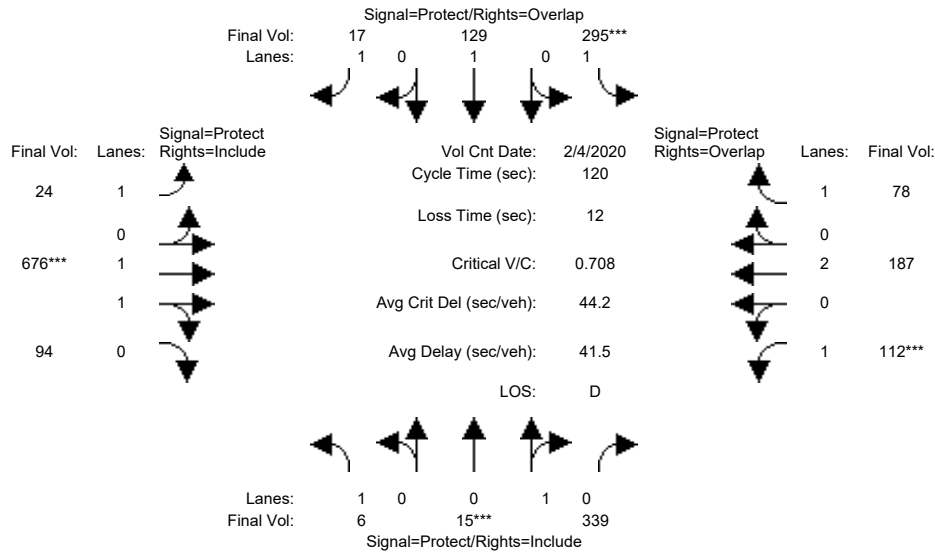 Signal=Protect/Rights=Overlap
Final Vol: 17 129 295***
Lanes: 1 0 1 0 1
Signal=Protect
Rights=Include
Final Vol: Lanes:
Vol Cnt Date: 2/4/2020
Signal=Protect
Rights=Overlap
Lanes: Final Vol:
Cycle Time (sec): 120
24 1
1 78
Loss Time (sec): 12
0
0
676*** 1
Critical V/C: 0.708
2 187
1
Avg Crit Del (sec/veh): 44.2
0
94 0
Avg Delay (sec/veh): 41.5
1 112***
LOS: D
Lanes: 1 0 0 1 0
Final Vol: 6 15*** 339
Signal=Protect/Rights=Include